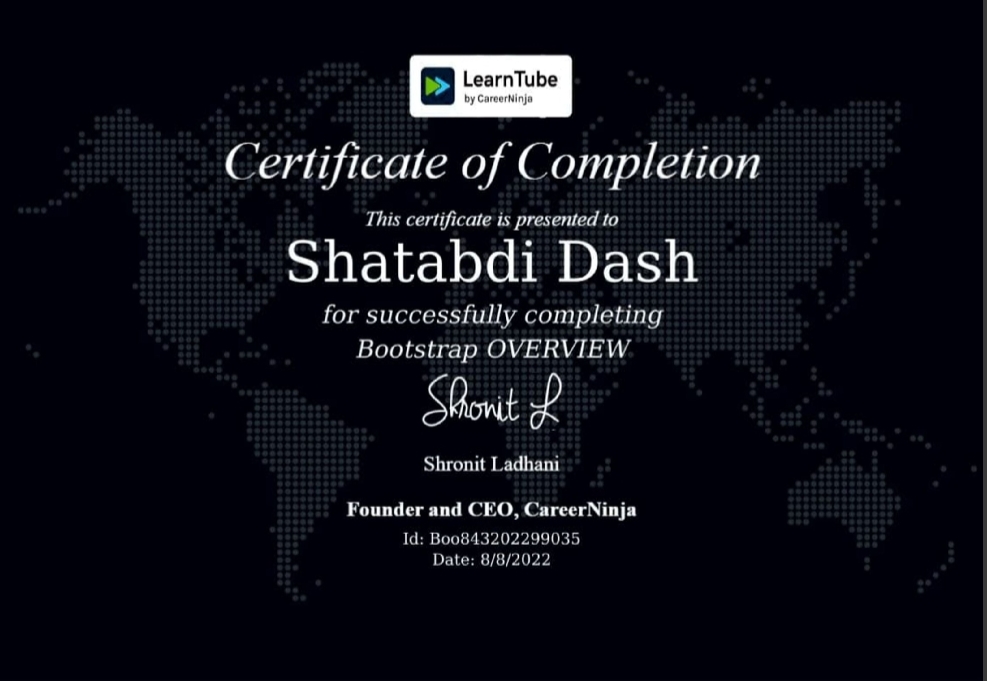 LearnTube
by CareerNinja
Certificate of Completion
This certificate is presented to
Shatabdi Dash
for successfully completing
Bootstrap OVERVIEW
Shronit L
Shronit Ladhani
Founder and CEO, CareerNinja
Id: Boo843202299035
Date: 8/8/2022